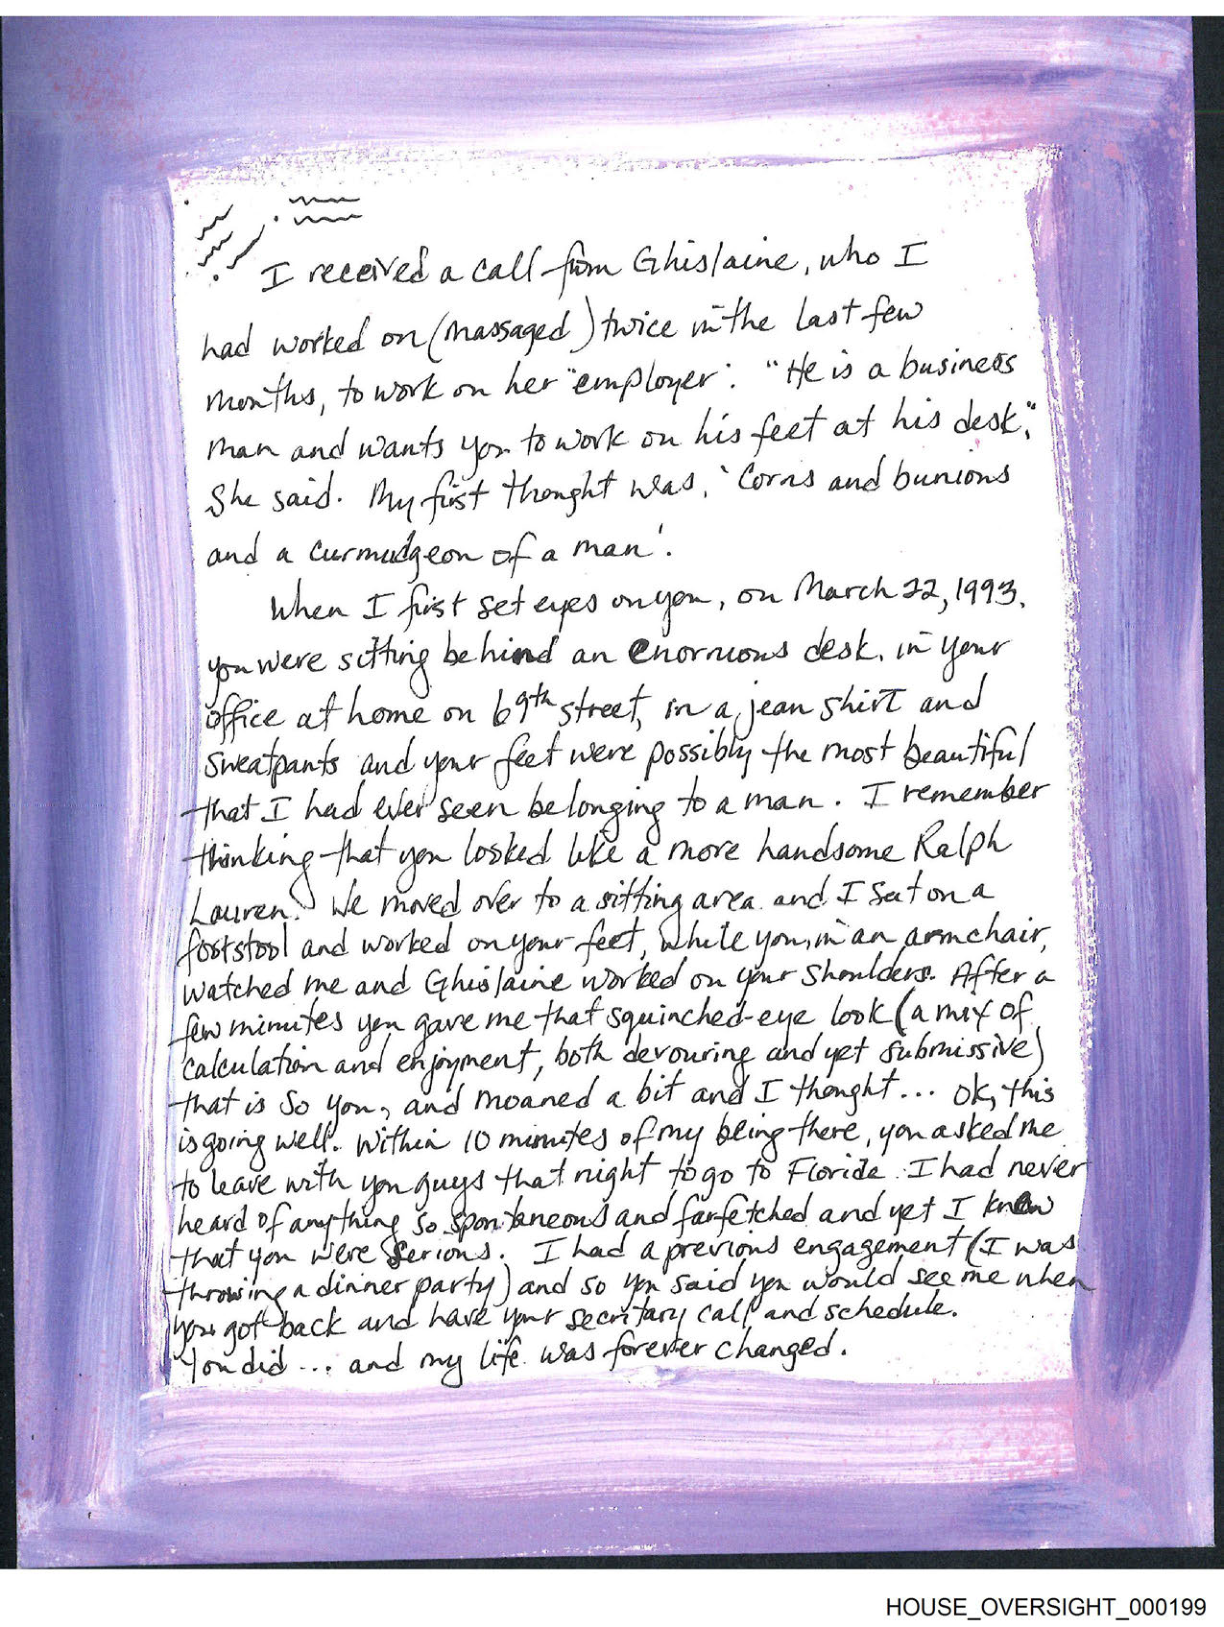 I received a call from Ghislaine, who I
had worked on (massaged) twice in the last few
months, to work on her "employer". "He is a business
man and wants you to work on his feet at his desk",
She said. My first thought was, 'Corns and bunions
and a curmudgeon of a man'.
When I first set eyes on you, on March 22, 1993,
you were sitting behind an enormous desk, in your
office at home on 69th street, in a jean shirt and
sweatpants and your feet were possibly the most beautiful
that I had ever seen belonging to a man. I remember
thinking that you looked like a more handsome Ralph
Lauren. We moved over to a sitting area and I sat on a
footstool and worked on your feet, while you, in an armchair,
watched me and Ghislaine worked on your shoulders. After a
few minutes you gave me that squinched-eye look (a mix of
calculation and enjoyment, both devouring and yet submissive)
that is so you, and moaned a bit and I thought... Ok, this
is going well. Within 10 minutes of my being there, you asked me
to leave with you guys that night to go to Florida. I had never
heard of anything so spontaneous and farfetched and yet I knew
that you were serious. I had a previous engagement (I was
throwing a dinner party) and so you said you would see me when
you got back and have your secretary call and schedule.
You did ... and my life was forever changed.
HOUSE_OVERSIGHT_000199